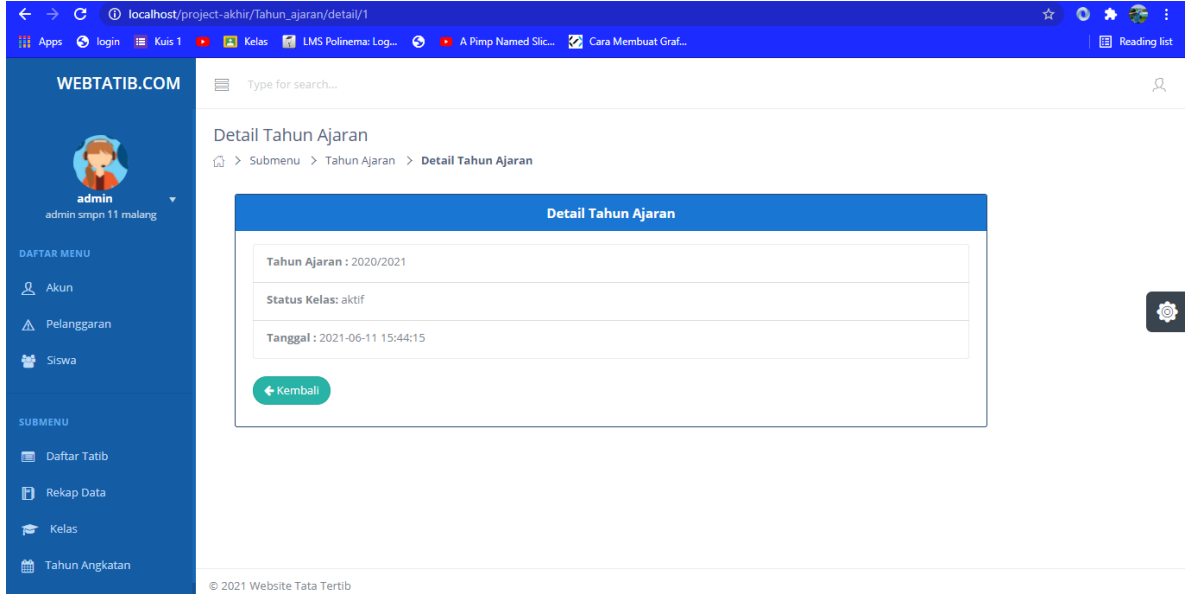 localhost/project-akhir/Tahun_ajaran/detail/1
Apps login Kuis 1 Kelas LMS Polinema: Log... A Pimp Named Slic... Cara Membuat Graf... Reading list
WEBTATIB.COM
Type for search...
admin
admin smpn 11 malang
DAFTAR MENU
Akun
Pelanggaran
Siswa
SUBMENU
Daftar Tatib
Rekap Data
Kelas
Tahun Angkatan
Detail Tahun Ajaran
> Submenu > Tahun Ajaran > Detail Tahun Ajaran
Detail Tahun Ajaran
Tahun Ajaran : 2020/2021
Status Kelas: aktif
Tanggal : 2021-06-11 15:44:15
Kembali
© 2021 Website Tata Tertib